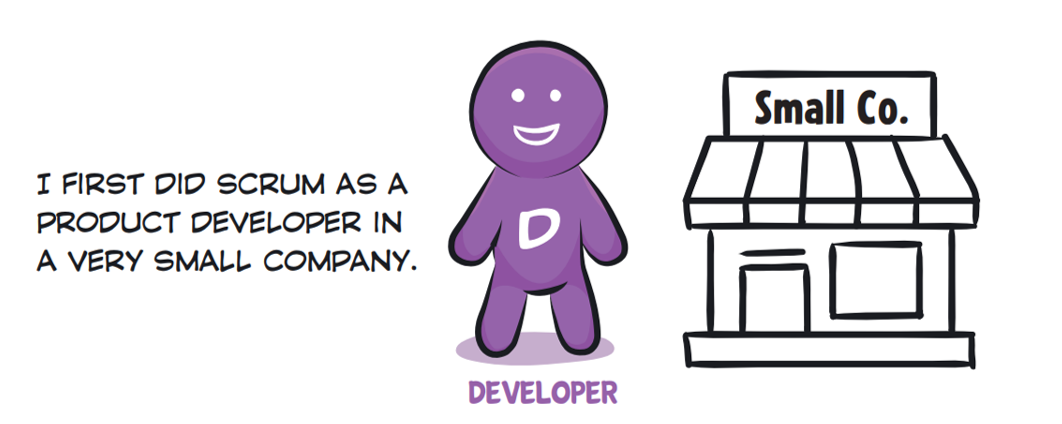 I FIRST DID SCRUM AS A
PRODUCT DEVELOPER IN
A VERY SMALL COMPANY.
D
DEVELOPER
Small Co.